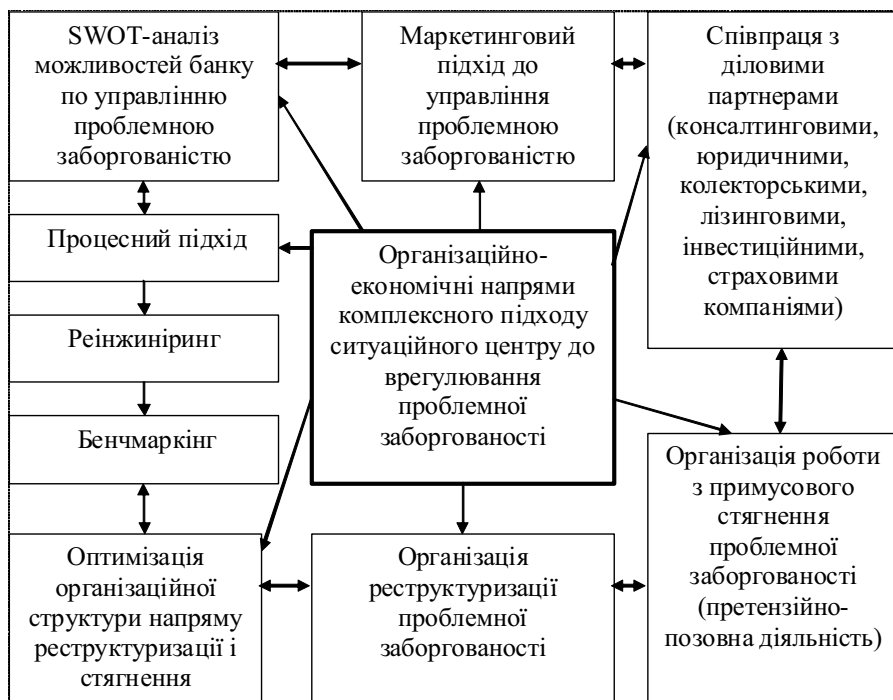 SWOT-аналіз
можливостей банку
по управлінню
проблемною
заборгованістю
Маркетинговий
підхід до
управління
проблемною
заборгованістю
Співпраця з
діловими
партнерами
(консалтинговими,
юридичними,
колекторськими,
лізинговими,
інвестиційними,
страховими
компаніями)
Процесний підхід
Реінжиніринг
Бенчмаркінг
Організаційно-
економічні напрями
комплексного підходу
ситуаційного центру до
врегулювання
проблемної
заборгованості
Оптимізація
організаційної
структури напряму
реструктуризації і
стягнення
Організація
реструктуризації
проблемної
заборгованості
Організація роботи
з примусового
стягнення
проблемної
заборгованості
(претензійно-
позовна діяльність)